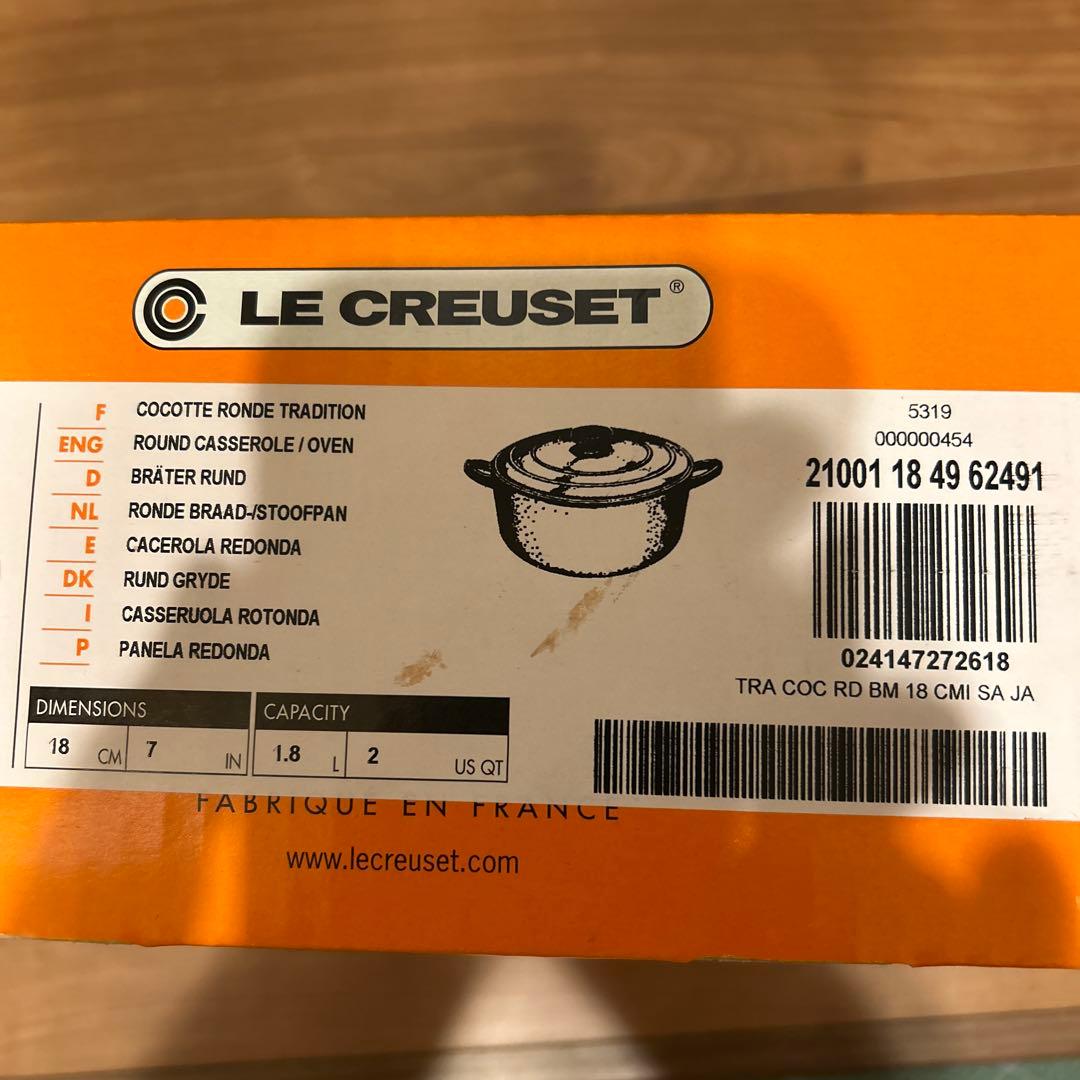 LE CREUSET®
F COCOTTE RONDE TRADITION
ENG ROUND CASSEROLE / OVEN
D BRÄTER RUND
NL RONDE BRAAD-/STOOFPAN
E CACEROLA REDONDA
DK RUND GRYDE
I CASSERUOLA ROTONDA
P PANELA REDONDA
DIMENSIONS
18 CM 7 IN
CAPACITY
1.8 L 2 US QT
5319
000000454
21001 18 49 62491
024147272618
TRA COC RD BM 18 CMI SA JA
FABRIQUÉ EN FRANCE
www.lecreuset.com